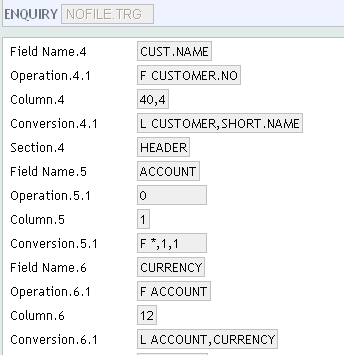 ENQUIRY NOFILE.TRG
Field Name.4 CUST.NAME
Operation.4.1 F CUSTOMER.NO
Column.4 40,4
Conversion.4.1 L CUSTOMER,SHORT.NAME
Section.4 HEADER
Field Name.5 ACCOUNT
Operation.5.1 0
Column.5 1
Conversion.5.1 F *,1,1
Field Name.6 CURRENCY
Operation.6.1 F ACCOUNT
Column.6 12
Conversion.6.1 L ACCOUNT,CURRENCY